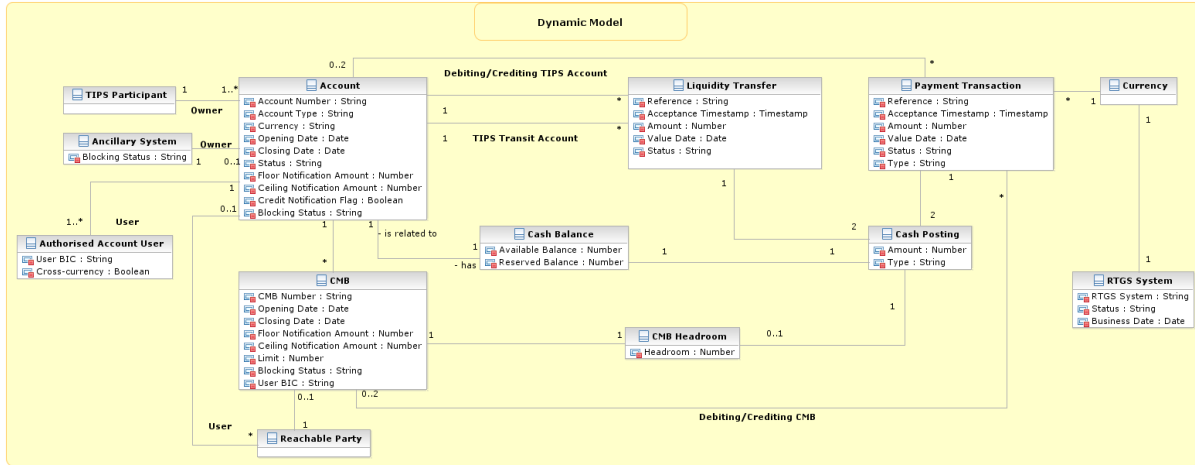 Dynamic Model
0..2
*
Debiting/Crediting TIPS Account
TIPS Participant
1
1..*
Owner
Account
Account Number : String
Account Type : String
Currency : String
Opening Date : Date
Closing Date : Date
Status : String
Floor Notification Amount : Number
Ceiling Notification Amount : Number
Credit Notification Flag : Boolean
Blocking Status : String
Liquidity Transfer
Reference : String
Acceptance Timestamp : Timestamp
Amount : Number
Value Date : Date
Status : String
Payment Transaction
Reference : String
Acceptance Timestamp : Timestamp
Amount : Number
Value Date : Date
Status : String
Type : String
Currency
*
1
1
*
1
TIPS Transit Account
*
1
Ancillary System
Blocking Status : String
Owner
1
0..1
1
User
1..*
0..1
Authorised Account User
User BIC : String
Cross-currency : Boolean
1
1
- is related to
1
- has
*
Cash Balance
Available Balance : Number
Reserved Balance : Number
1
1
1
2
1
2
*
Cash Posting
Amount : Number
Type : String
1
1
RTGS System
RTGS System : String
Status : String
Business Date : Date
CMB
CMB Number : String
Opening Date : Date
Closing Date : Date
Floor Notification Amount : Number
Ceiling Notification Amount : Number
Limit : Number
Blocking Status : String
User BIC : String
1
1
CMB Headroom
Headroom : Number
0..1
0..1
0..2
Debiting/Crediting CMB
1
User
*
Reachable Party